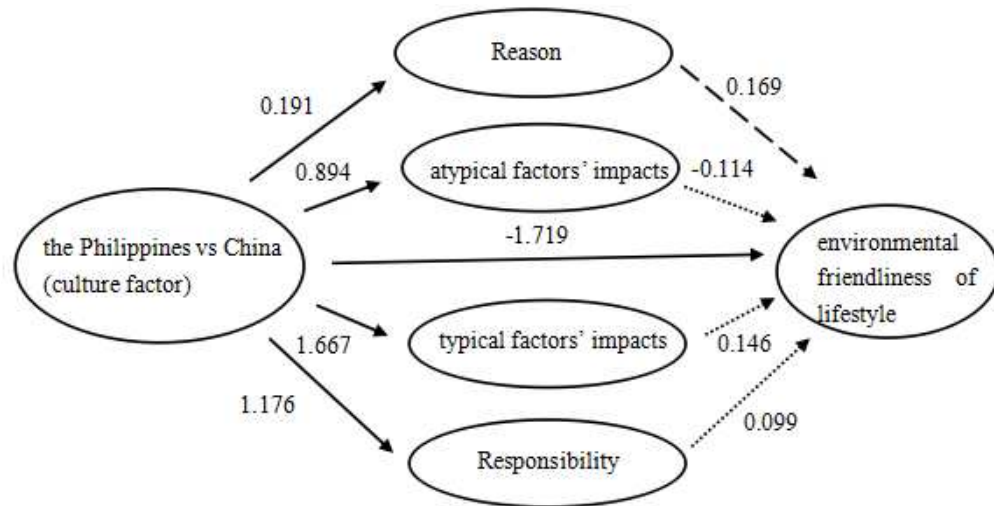 Reason
0.169
0.191
0.894
atypical factors’ impacts
-0.114
-1.719
the Philippines vs China
(culture factor)
environmental
friendliness of
lifestyle
typical factors’ impacts
0.146
1.667
1.176
0.099
Responsibility